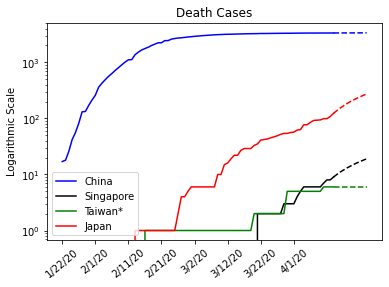 Death Cases
Logarithmic Scale
10³
10²
10¹
10⁰
China
Singapore
Taiwan*
Japan
1/22/20
2/1/20
2/11/20
2/21/20
3/2/20
3/12/20
3/22/20
4/1/20